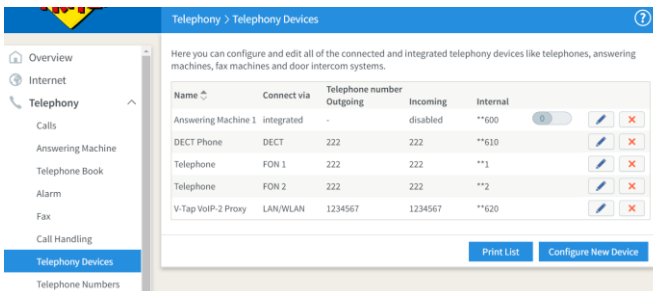 Telephony > Telephony Devices
?
Overview
Internet
Telephony
Calls
Answering Machine
Telephone Book
Alarm
Fax
Call Handling
Telephony Devices
Telephony Numbers
Here you can configure and edit all of the connected and integrated telephony devices like telephones, answering
machines, fax machines and door intercom systems.
Name Connect via Telephone number
Outgoing Incoming Internal
Answering Machine 1 integrated - disabled **600 0
DECT Phone DECT 222 222 **610
Telephone FON 1 222 222 **1
Telephone FON 2 222 222 **2
V-Tap VoIP-2 Proxy LAN/WLAN 1234567 1234567 **620
Print List Configure New Device